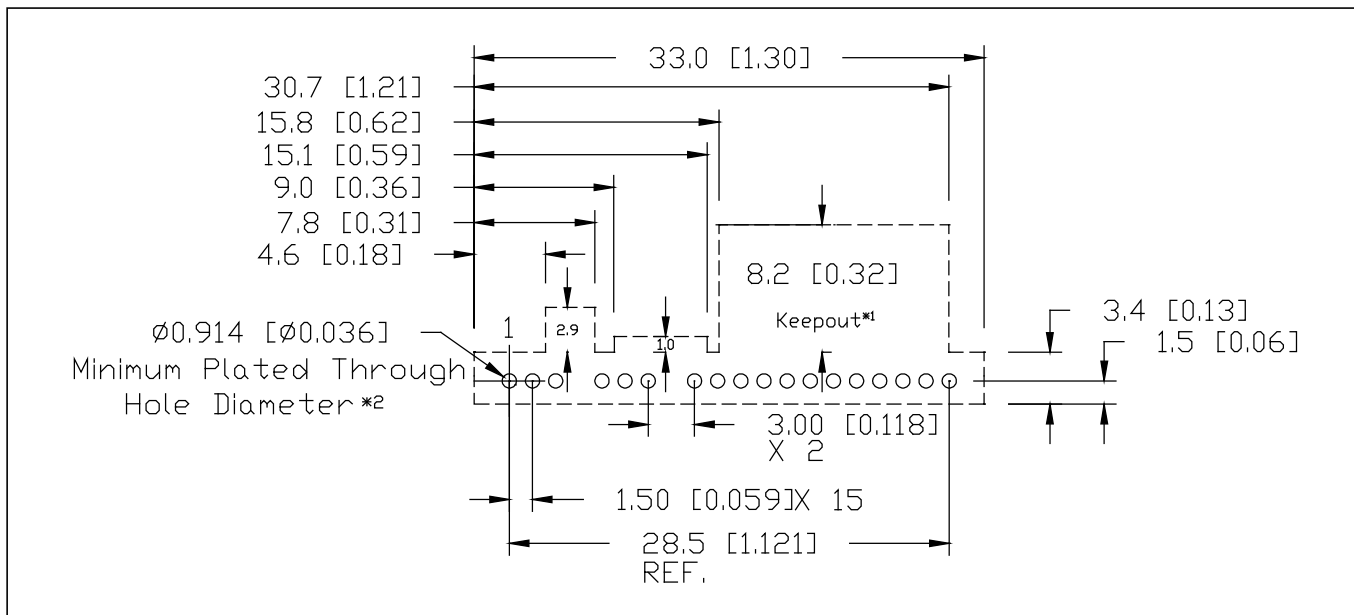 33.0 [1.30]
30.7 [1.21]
15.8 [0.62]
15.1 [0.59]
9.0 [0.36]
7.8 [0.31]
4.6 [0.18]
8.2 [0.32]
Keepout*1
3.4 [0.13]
1.5 [0.06]
2.9
1.0
1
Ø0.914 [Ø0.036]
Minimum Plated Through
Hole Diameter *2
3.00 [0.118]
X 2
1.50 [0.059]X 15
28.5 [1.121]
REF.